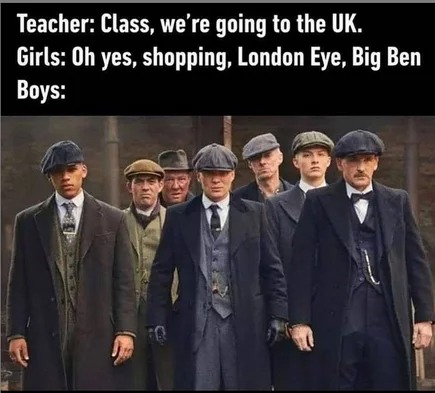 Teacher: Class, we're going to the UK.
Girls: Oh yes, shopping, London Eye, Big Ben
Boys: